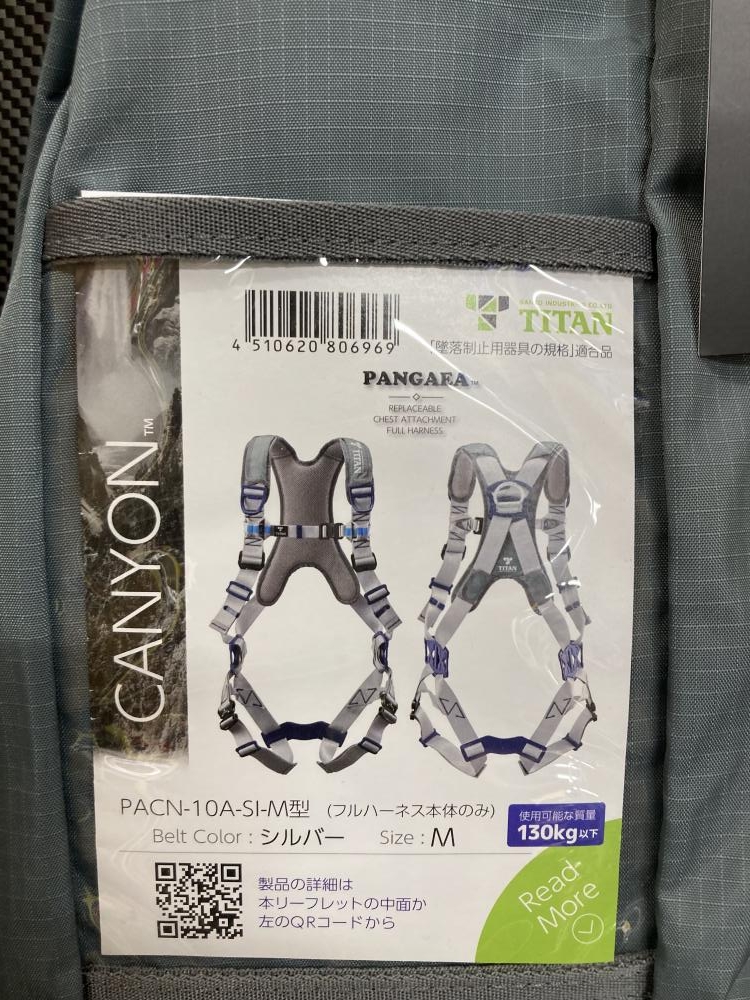 4 510620 806969
SANKO INDUSTRIES CO.,LTD
TITAN
「墜落制止用器具の規格」適合品
PANGAEA™
REPLACEABLE
CHEST ATTACHMENT
FULL HARNESS
CANYON™
TITAN
TITAN
PACN-10A-SI-M型 (フルハーネス本体のみ)
Belt Color : シルバー Size : M
使用可能な質量
130kg以下
製品の詳細は
本リーフレットの中面か
左のQRコードから
Read
More